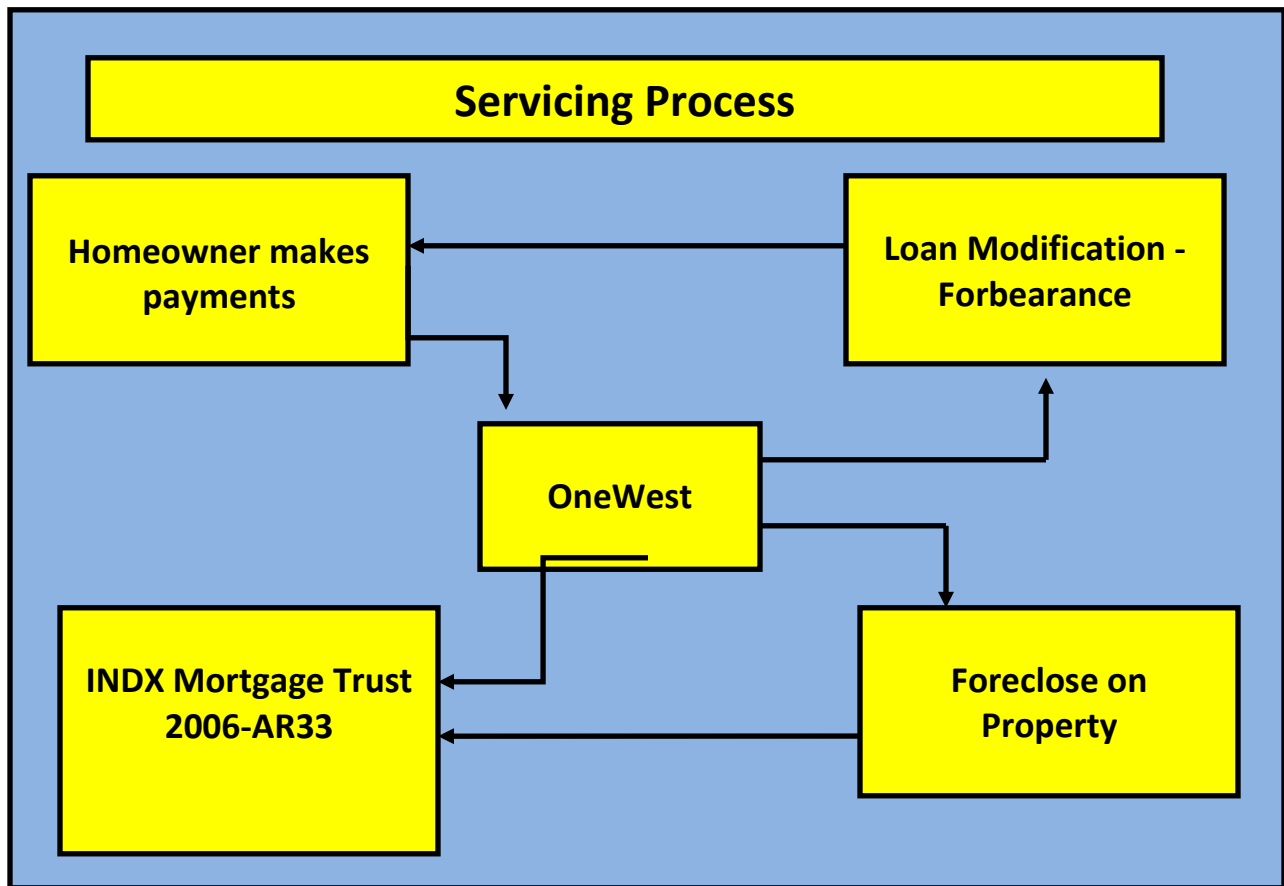 Servicing Process
Homeowner makes
payments
Loan Modification -
Forbearance
OneWest
INDX Mortgage Trust
2006-AR33
Foreclose on
Property